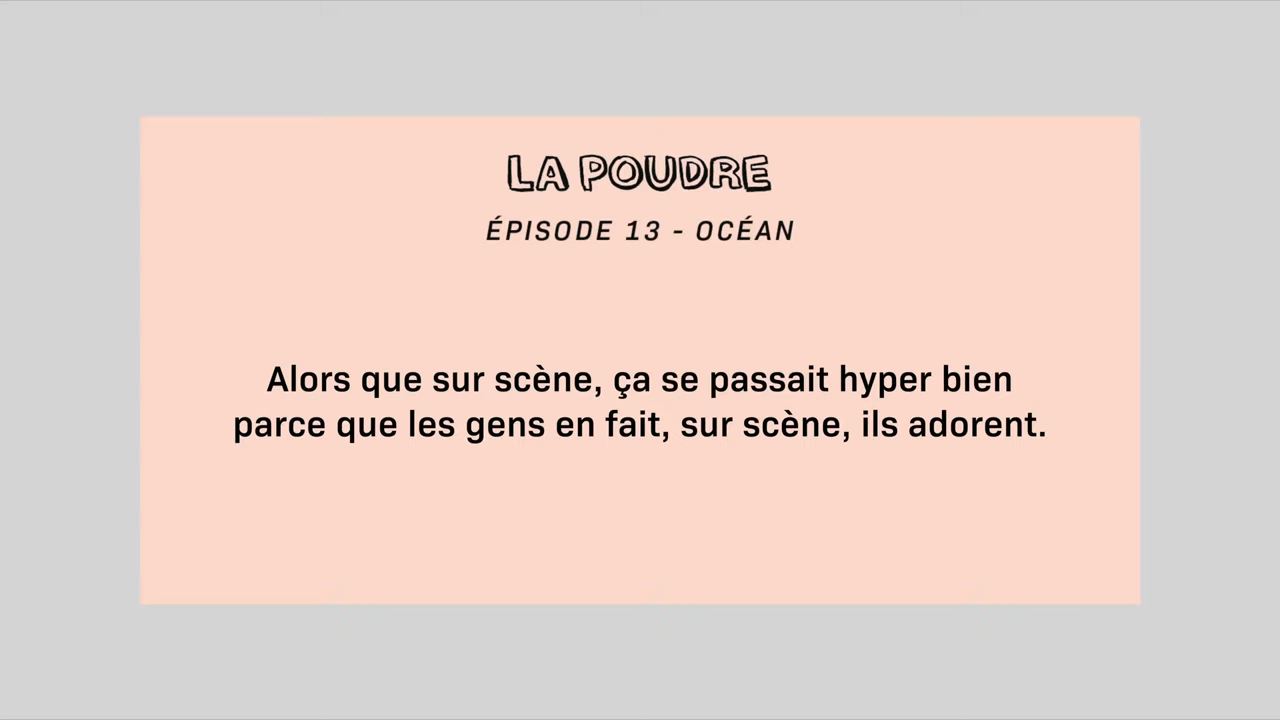 LA POUDRE
ÉPISODE 13 - OCÉAN
Alors que sur scène, ça se passait hyper bien
parce que les gens en fait, sur scène, ils adorent.